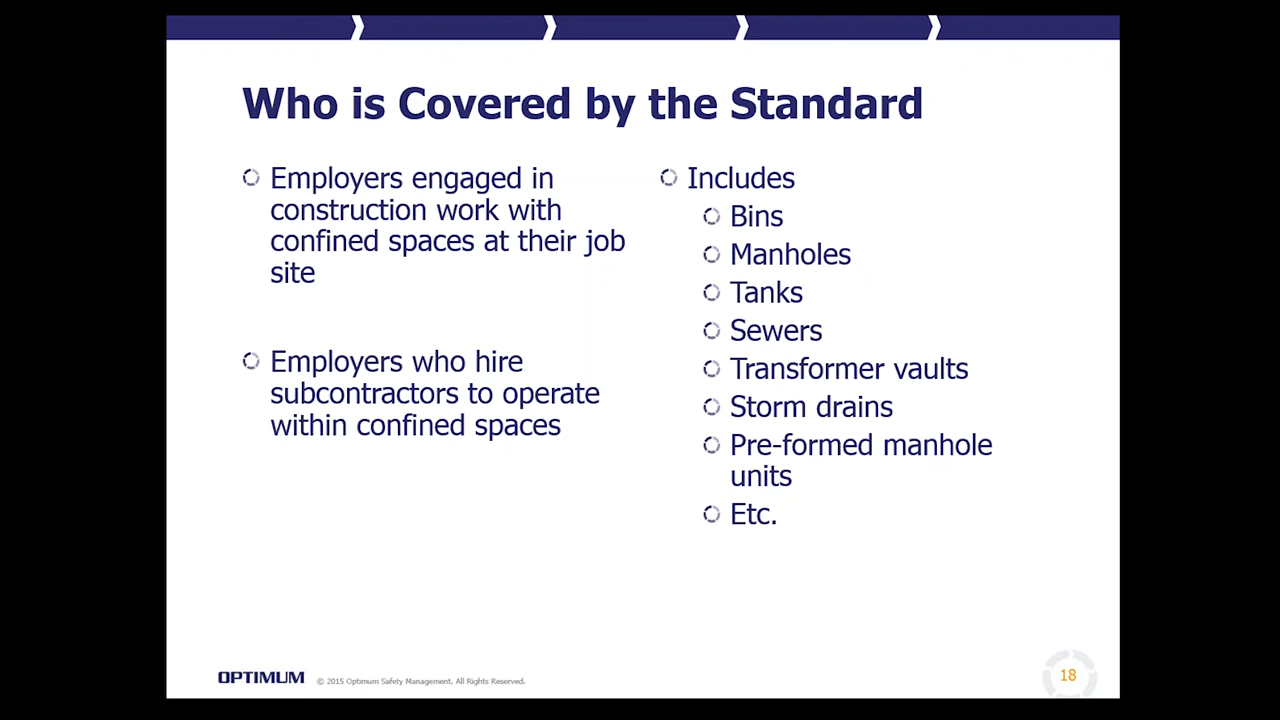 Who is Covered by the Standard
Employers engaged in
construction work with
confined spaces at their job
site
Employers who hire
subcontractors to operate
within confined spaces
Includes
Bins
Manholes
Tanks
Sewers
Transformer vaults
Storm drains
Pre-formed manhole
units
Etc.
OPTIMUM
© 2015 Optimum Safety Management. All Rights Reserved.
18